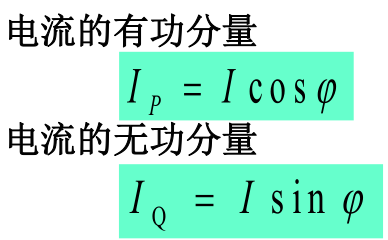 电流的有功分量
I_P = I cos φ
电流的无功分量
I_Q = I sin φ